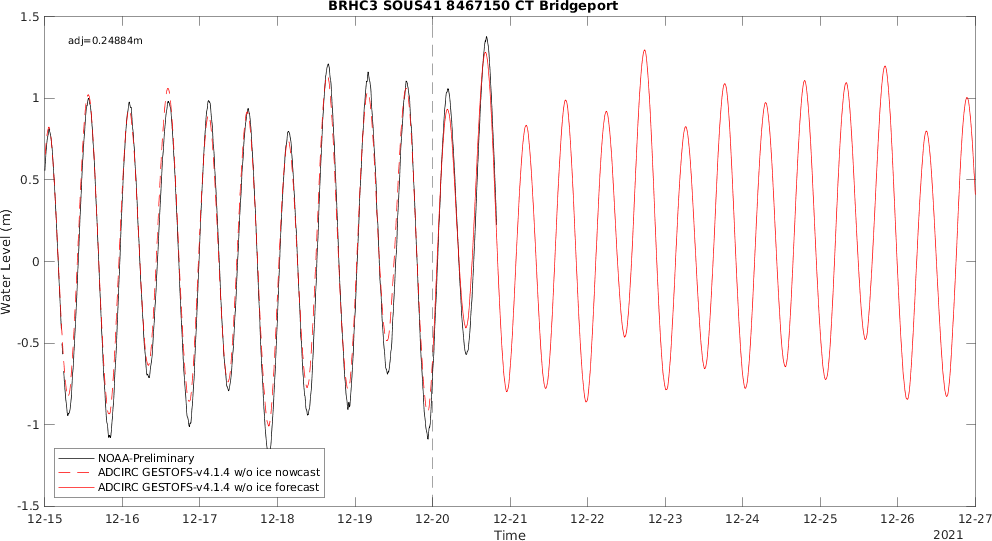 BRHC3 SOUS41 8467150 CT Bridgeport
adj=0.24884m
1.5
1
0.5
0
-0.5
-1
-1.5
Water Level (m)
NOAA-Preliminary
ADCIRC GESTOFS-v4.1.4 w/o ice nowcast
ADCIRC GESTOFS-v4.1.4 w/o ice forecast
12-15 12-16 12-17 12-18 12-19 12-20 12-21 12-22 12-23 12-24 12-25 12-26 12-27
Time
2021